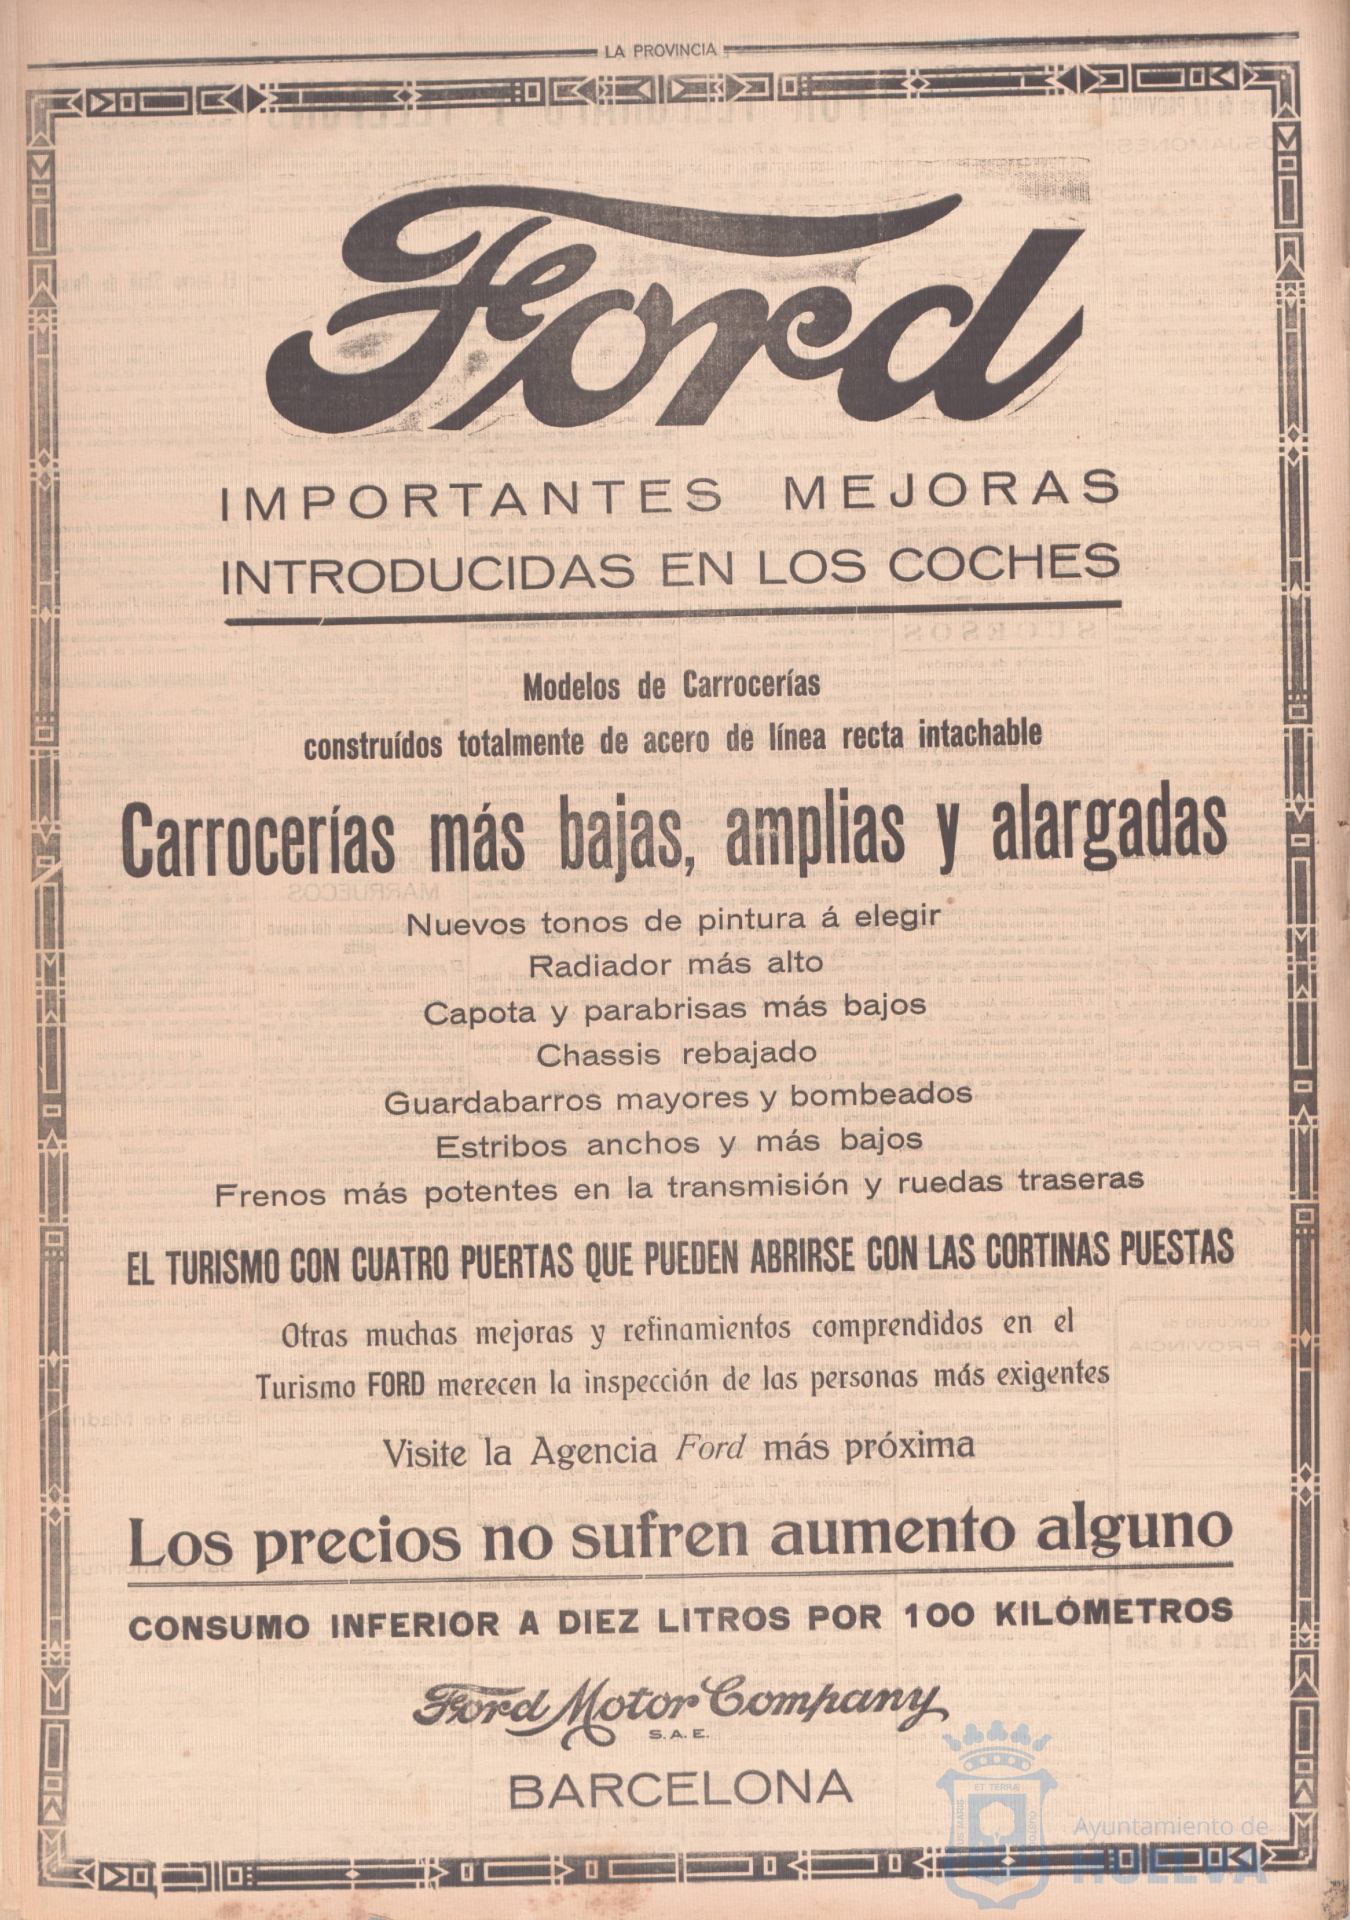 LA PROVINCIA
Ford
IMPORTANTES MEJORAS
INTRODUCIDAS EN LOS COCHES
Modelos de Carrocerías
construídos totalmente de acero de línea recta intachable
Carrocerías más bajas, amplias y alargadas
Nuevos tonos de pintura á elegir
Radiador más alto
Capota y parabrisas más bajos
Chassis rebajado
Guardabarros mayores y bombeados
Estribos anchos y más bajos
Frenos más potentes en la transmisión y ruedas traseras
EL TURISMO CON CUATRO PUERTAS QUE PUEDEN ABRIRSE CON LAS CORTINAS PUESTAS
Otras muchas mejoras y refinamientos comprendidos en el
Turismo FORD merecen la inspección de las personas más exigentes
Visite la Agencia Ford más próxima
Los precios no sufren aumento alguno
CONSUMO INFERIOR A DIEZ LITROS POR 100 KILÓMETROS
Ford Motor Company
S. A. E.
BARCELONA
ET TERRÆ
Ayuntamiento de
HUELVA